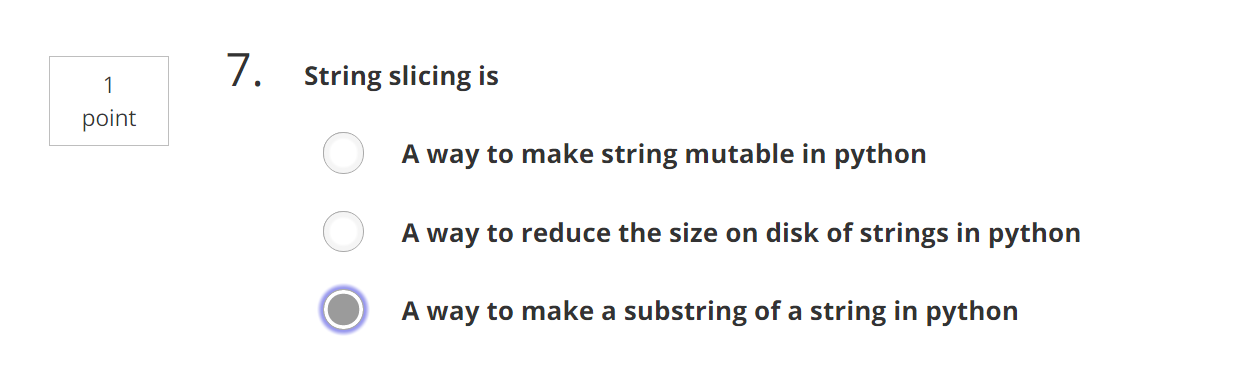 1
point
7.
String slicing is
A way to make string mutable in python
A way to reduce the size on disk of strings in python
A way to make a substring of a string in python